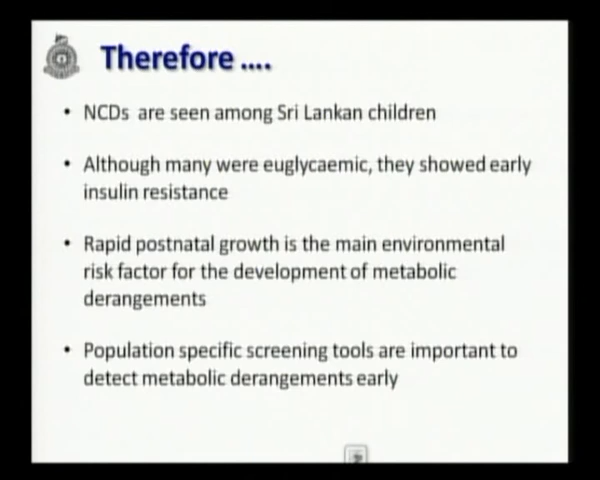 Therefore ....
• NCDs are seen among Sri Lankan children
• Although many were euglycaemic, they showed early
insulin resistance
• Rapid postnatal growth is the main environmental
risk factor for the development of metabolic
derangements
• Population specific screening tools are important to
detect metabolic derangements early